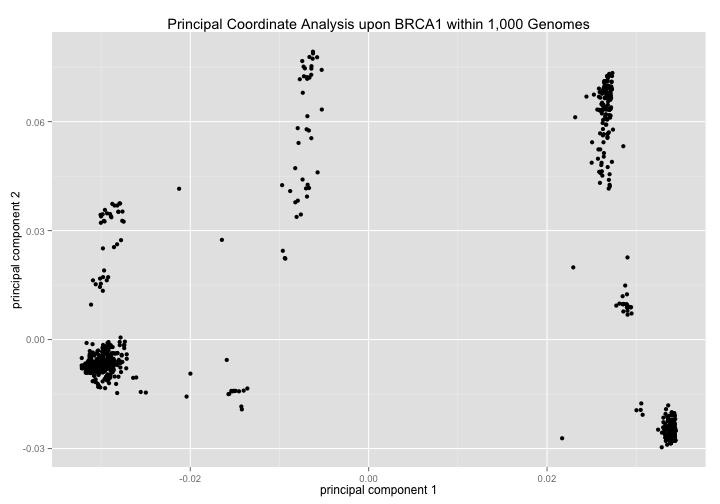 Principal Coordinate Analysis upon BRCA1 within 1,000 Genomes
principal component 2
0.06
0.03
0.00
-0.03
-0.02
0.00
0.02
principal component 1